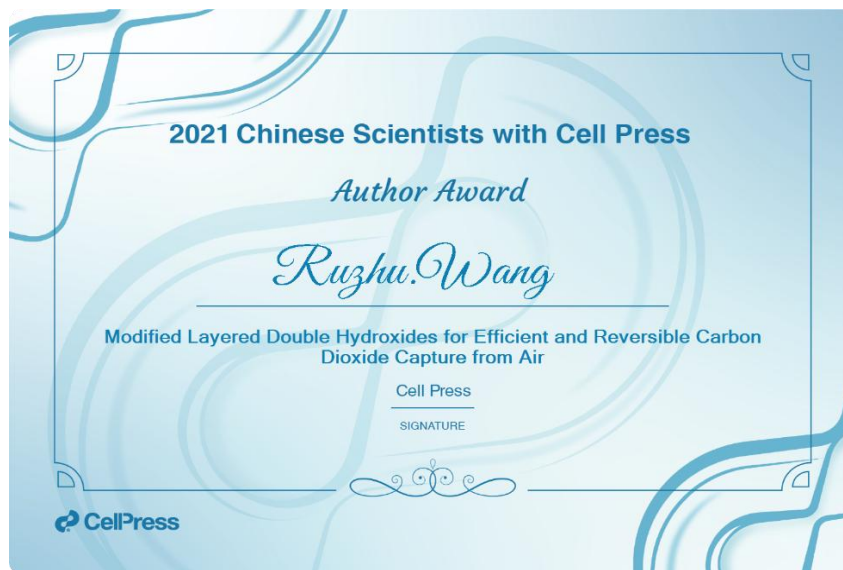 2021 Chinese Scientists with Cell Press
Author Award
Ruzhu.Wang
Modified Layered Double Hydroxides for Efficient and Reversible Carbon
Dioxide Capture from Air
Cell Press
SIGNATURE
CellPress